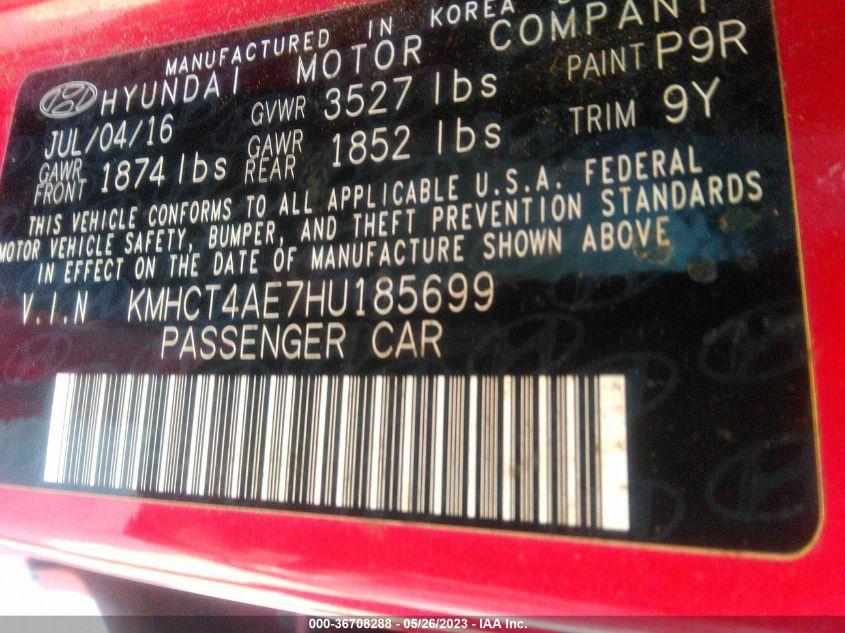 MANUFACTURED IN KOREA
HYUNDAI MOTOR COMPANY
JUL/04/16 GVWR 3527 lbs PAINT P9R
GAWR FRONT 1874 lbs GAWR REAR 1852 lbs TRIM 9Y
THIS VEHICLE CONFORMS TO ALL APPLICABLE U.S.A. FEDERAL
MOTOR VEHICLE SAFETY, BUMPER, AND THEFT PREVENTION STANDARDS
IN EFFECT ON THE DATE OF MANUFACTURE SHOWN ABOVE
V.I.N KMHCT4AE7HU185699
PASSENGER CAR
000-36708288 - 05/26/2023 - IAA Inc.